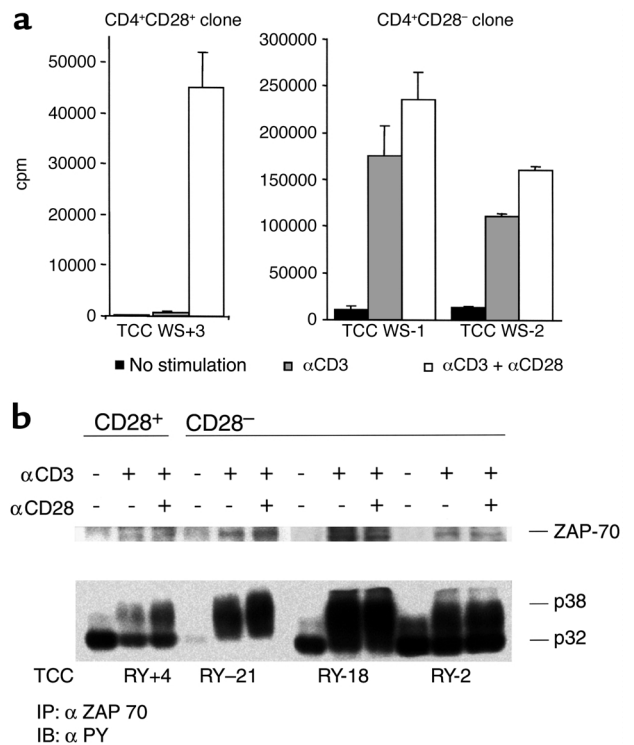 a
CD4⁺CD28⁺ clone
CD4⁺CD28⁻ clone
cpm
50000
40000
30000
20000
10000
0
TCC WS+3
300000
250000
200000
150000
100000
50000
0
TCC WS-1 TCC WS-2
No stimulation αCD3 αCD3 + αCD28
b
CD28⁺ CD28⁻
αCD3 - + + - + + - + + - + +
αCD28 - - + - - + - - + - - +
ZAP-70
p38
p32
TCC RY+4 RY–21 RY-18 RY-2
IP: α ZAP 70
IB: α PY